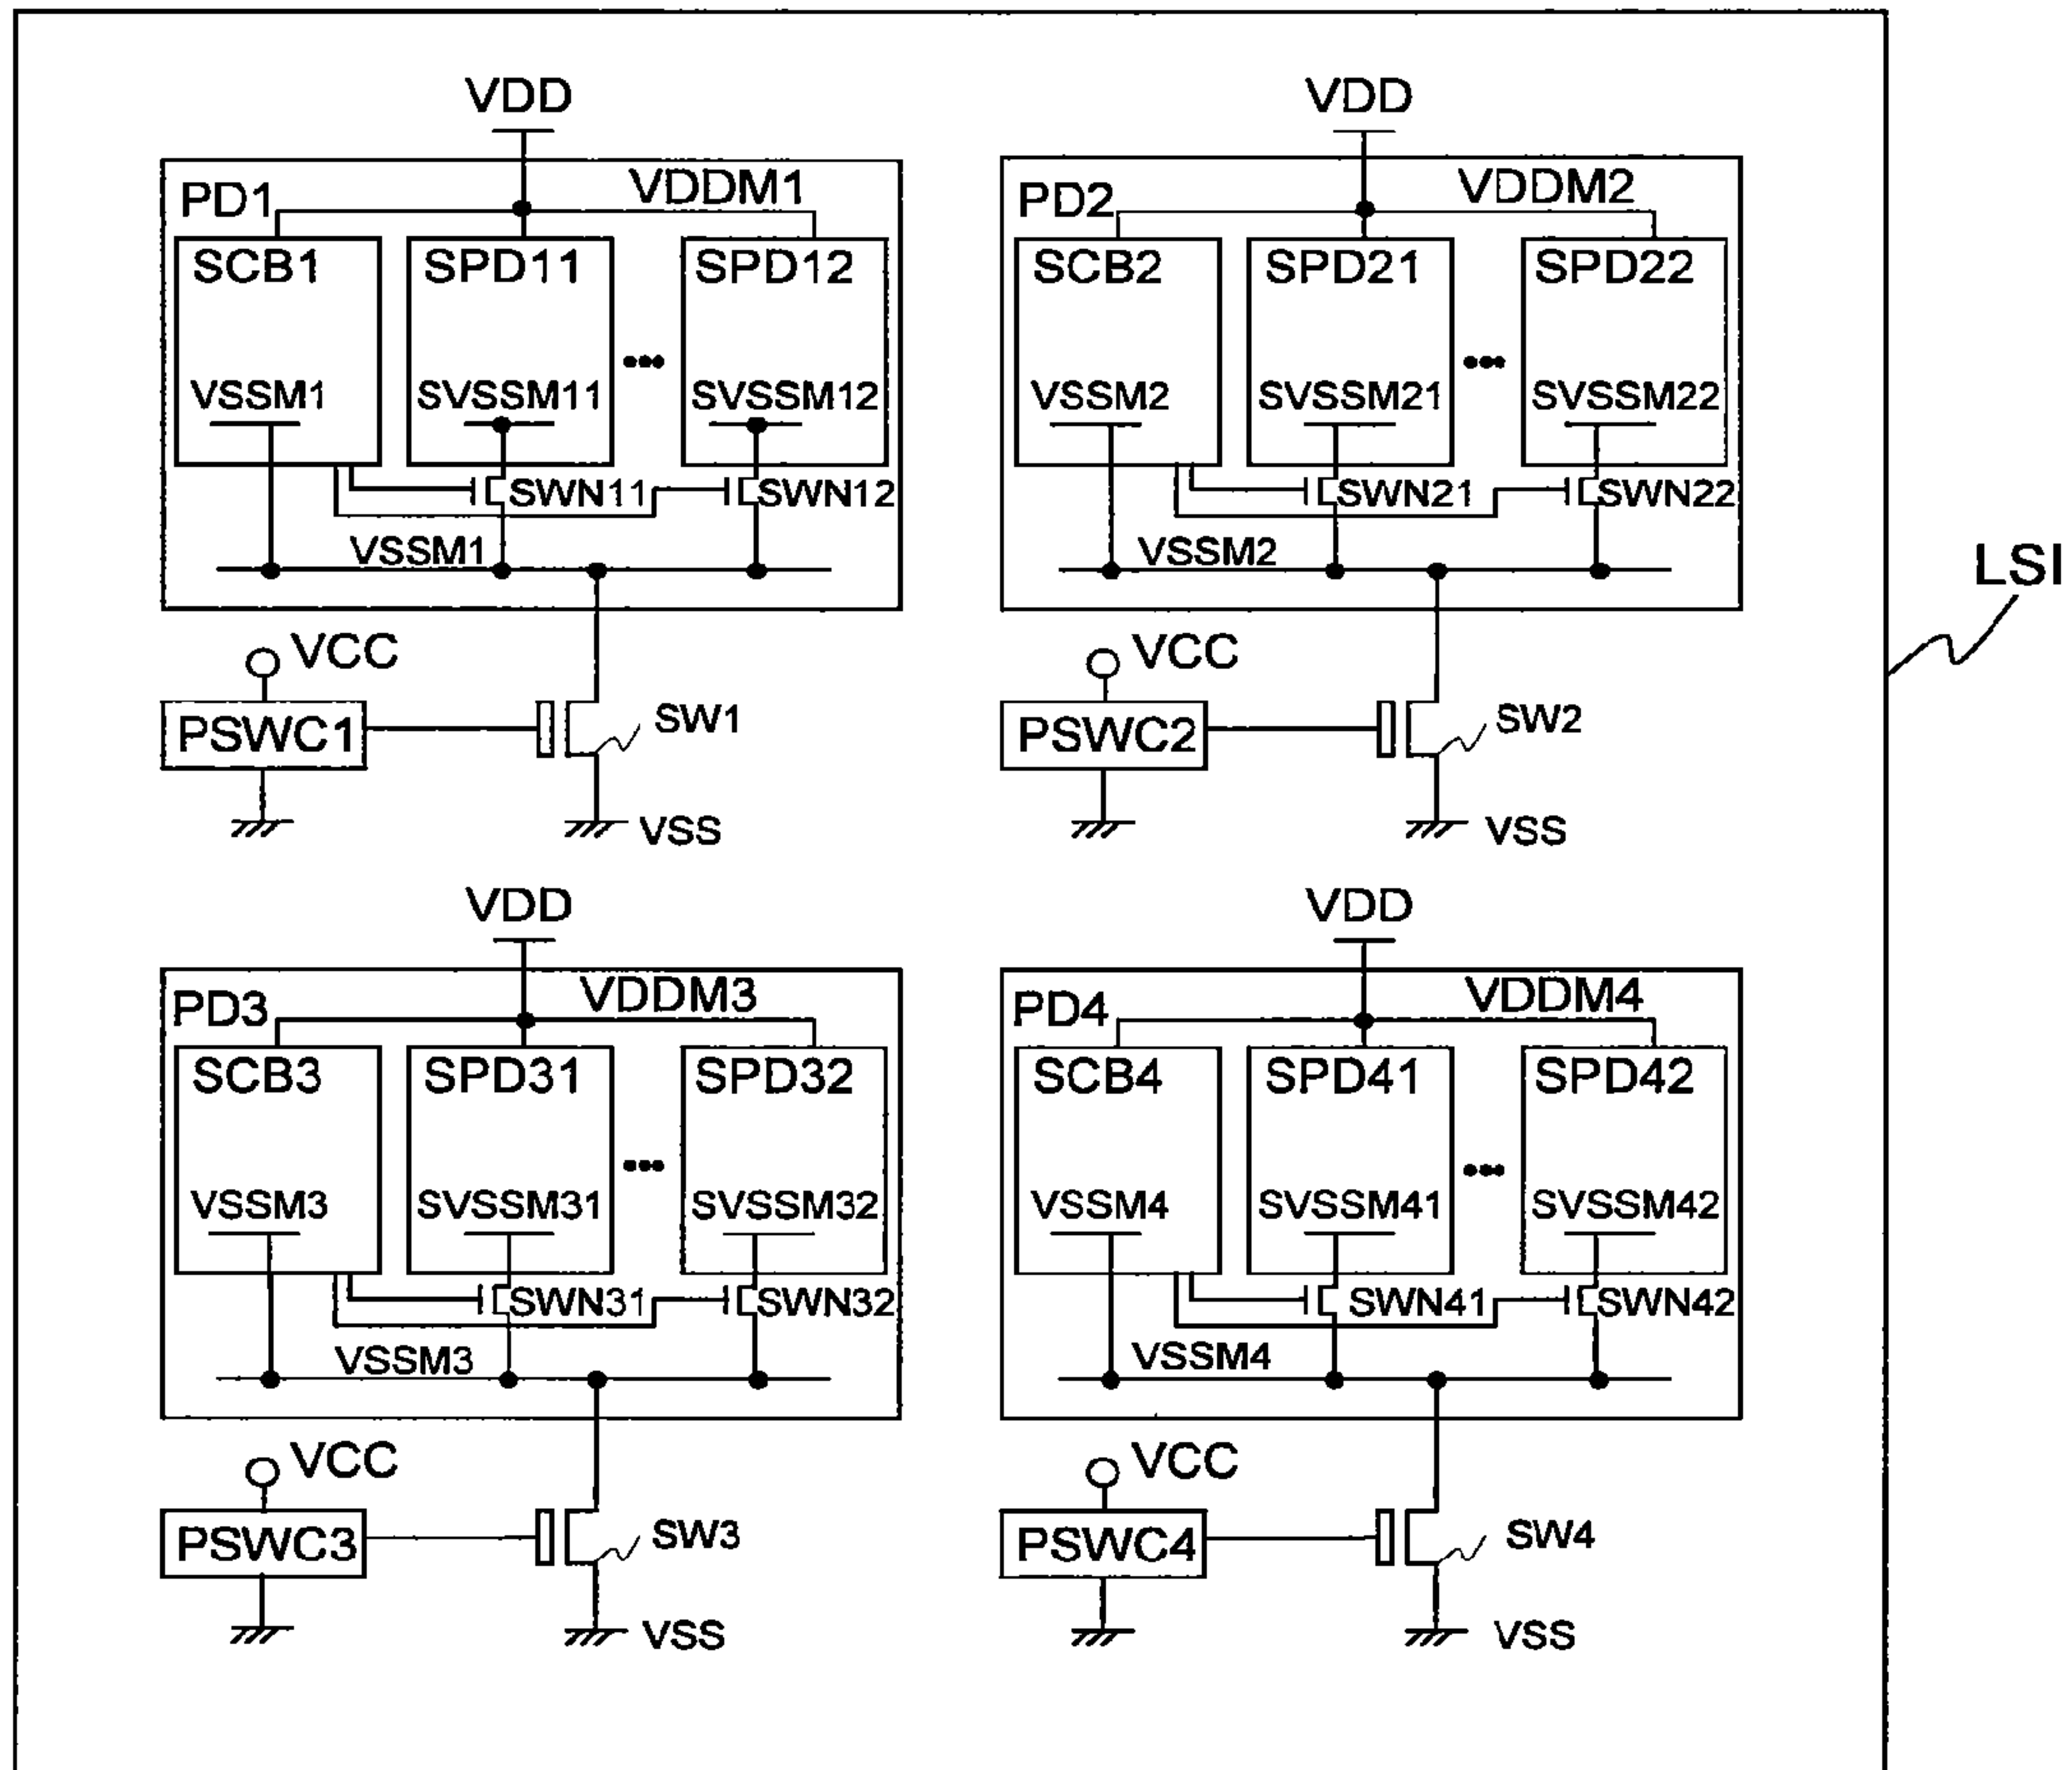 VDD
VDD
PD1
VDDM1
SCB1
SPD11
SPD12
VSSM1
SVSSM11
SVSSM12
SWN11
SWN12
VSSM1
PD2
VDDM2
SCB2
SPD21
SPD22
VSSM2
SVSSM21
SVSSM22
SWN21
SWN22
VSSM2
LSI
VCC
PSWC1
SW1
VSS
VCC
PSWC2
SW2
VSS
VDD
VDD
PD3
VDDM3
SCB3
SPD31
SPD32
VSSM3
SVSSM31
SVSSM32
SWN31
SWN32
VSSM3
PD4
VDDM4
SCB4
SPD41
SPD42
VSSM4
SVSSM41
SVSSM42
SWN41
SWN42
VSSM4
VCC
PSWC3
SW3
VSS
VCC
PSWC4
SW4
VSS